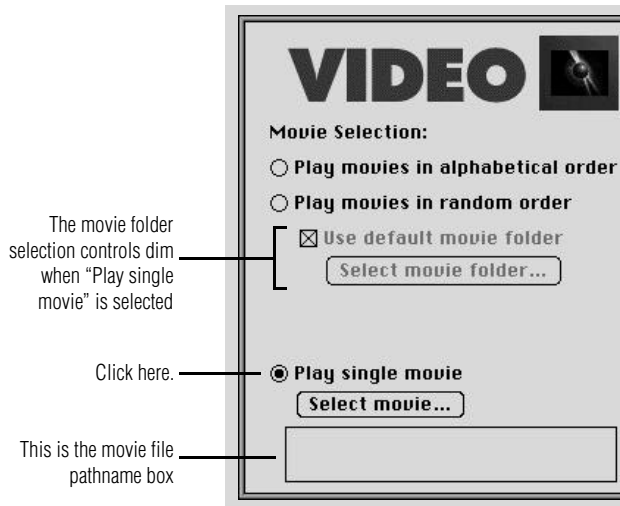 VIDEO
Movie Selection:
Play movies in alphabetical order
Play movies in random order
The movie folder
selection controls dim
when “Play single
movie” is selected
Use default movie folder
Select movie folder...
Click here.
Play single movie
Select movie...
This is the movie file
pathname box